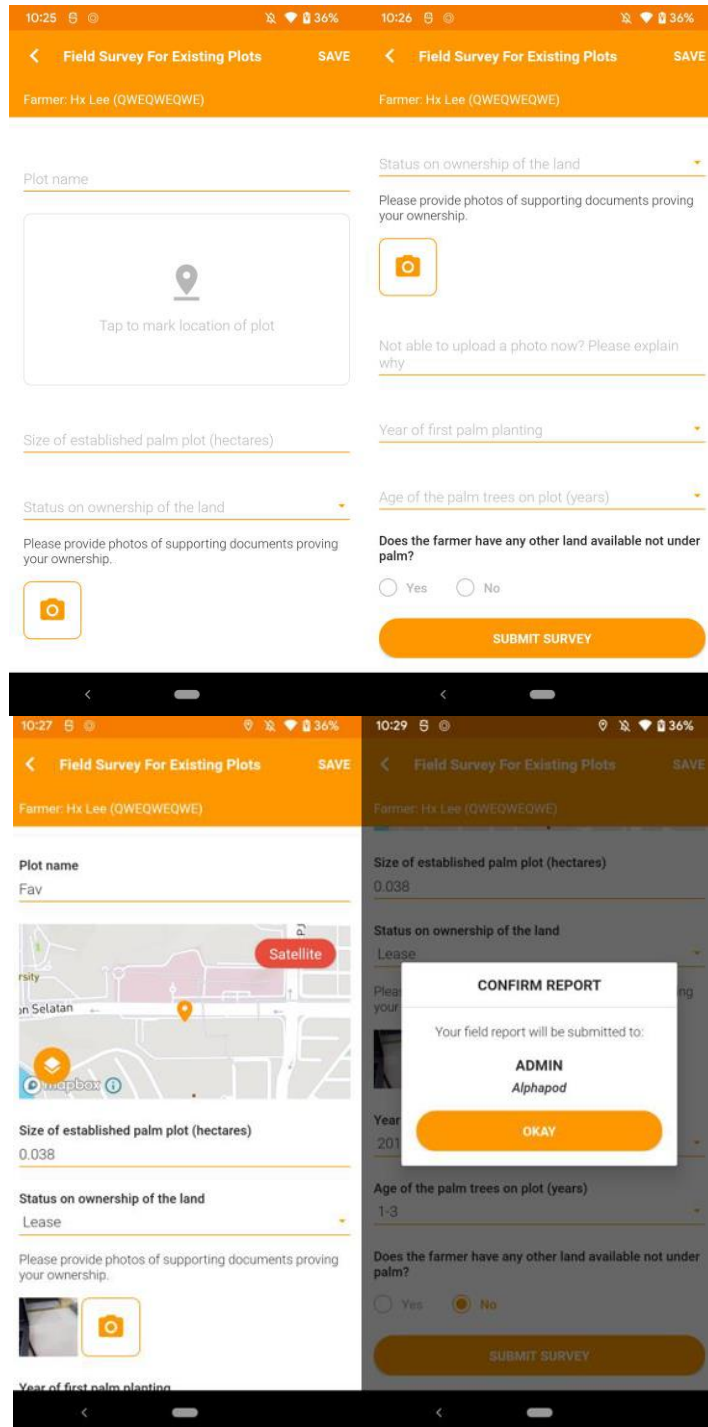 10:25
36%
Field Survey For Existing Plots
SAVE
Farmer: Hx Lee (QWEQWEQWE)
Plot name
Tap to mark location of plot
Size of established palm plot (hectares)
Status on ownership of the land
Please provide photos of supporting documents proving
your ownership.
10:26
36%
Field Survey For Existing Plots
SAVE
Farmer: Hx Lee (QWEQWEQWE)
Status on ownership of the land
Please provide photos of supporting documents proving
your ownership.
Not able to upload a photo now? Please explain
why
Year of first palm planting
Age of the palm trees on plot (years)
Does the farmer have any other land available not under
palm?
Yes
No
SUBMIT SURVEY
10:27
36%
Field Survey For Existing Plots
SAVE
Farmer: Hx Lee (QWEQWEQWE)
Plot name
Fav
Satellite
rsity
on Selatan
mapbox
Size of established palm plot (hectares)
0.038
Status on ownership of the land
Lease
Please provide photos of supporting documents proving
your ownership.
Year of first palm planting
10:29
36%
Field Survey For Existing Plots
SAVE
Farmer: Hx Lee (QWEQWEQWE)
Size of established palm plot (hectares)
0.038
Status on ownership of the land
Lease
Pleas
ng
your
CONFIRM REPORT
Your field report will be submitted to:
ADMIN
Alphapod
OKAY
Year
201
Age of the palm trees on plot (years)
1-3
Does the farmer have any other land available not under
palm?
Yes
No
SUBMIT SURVEY